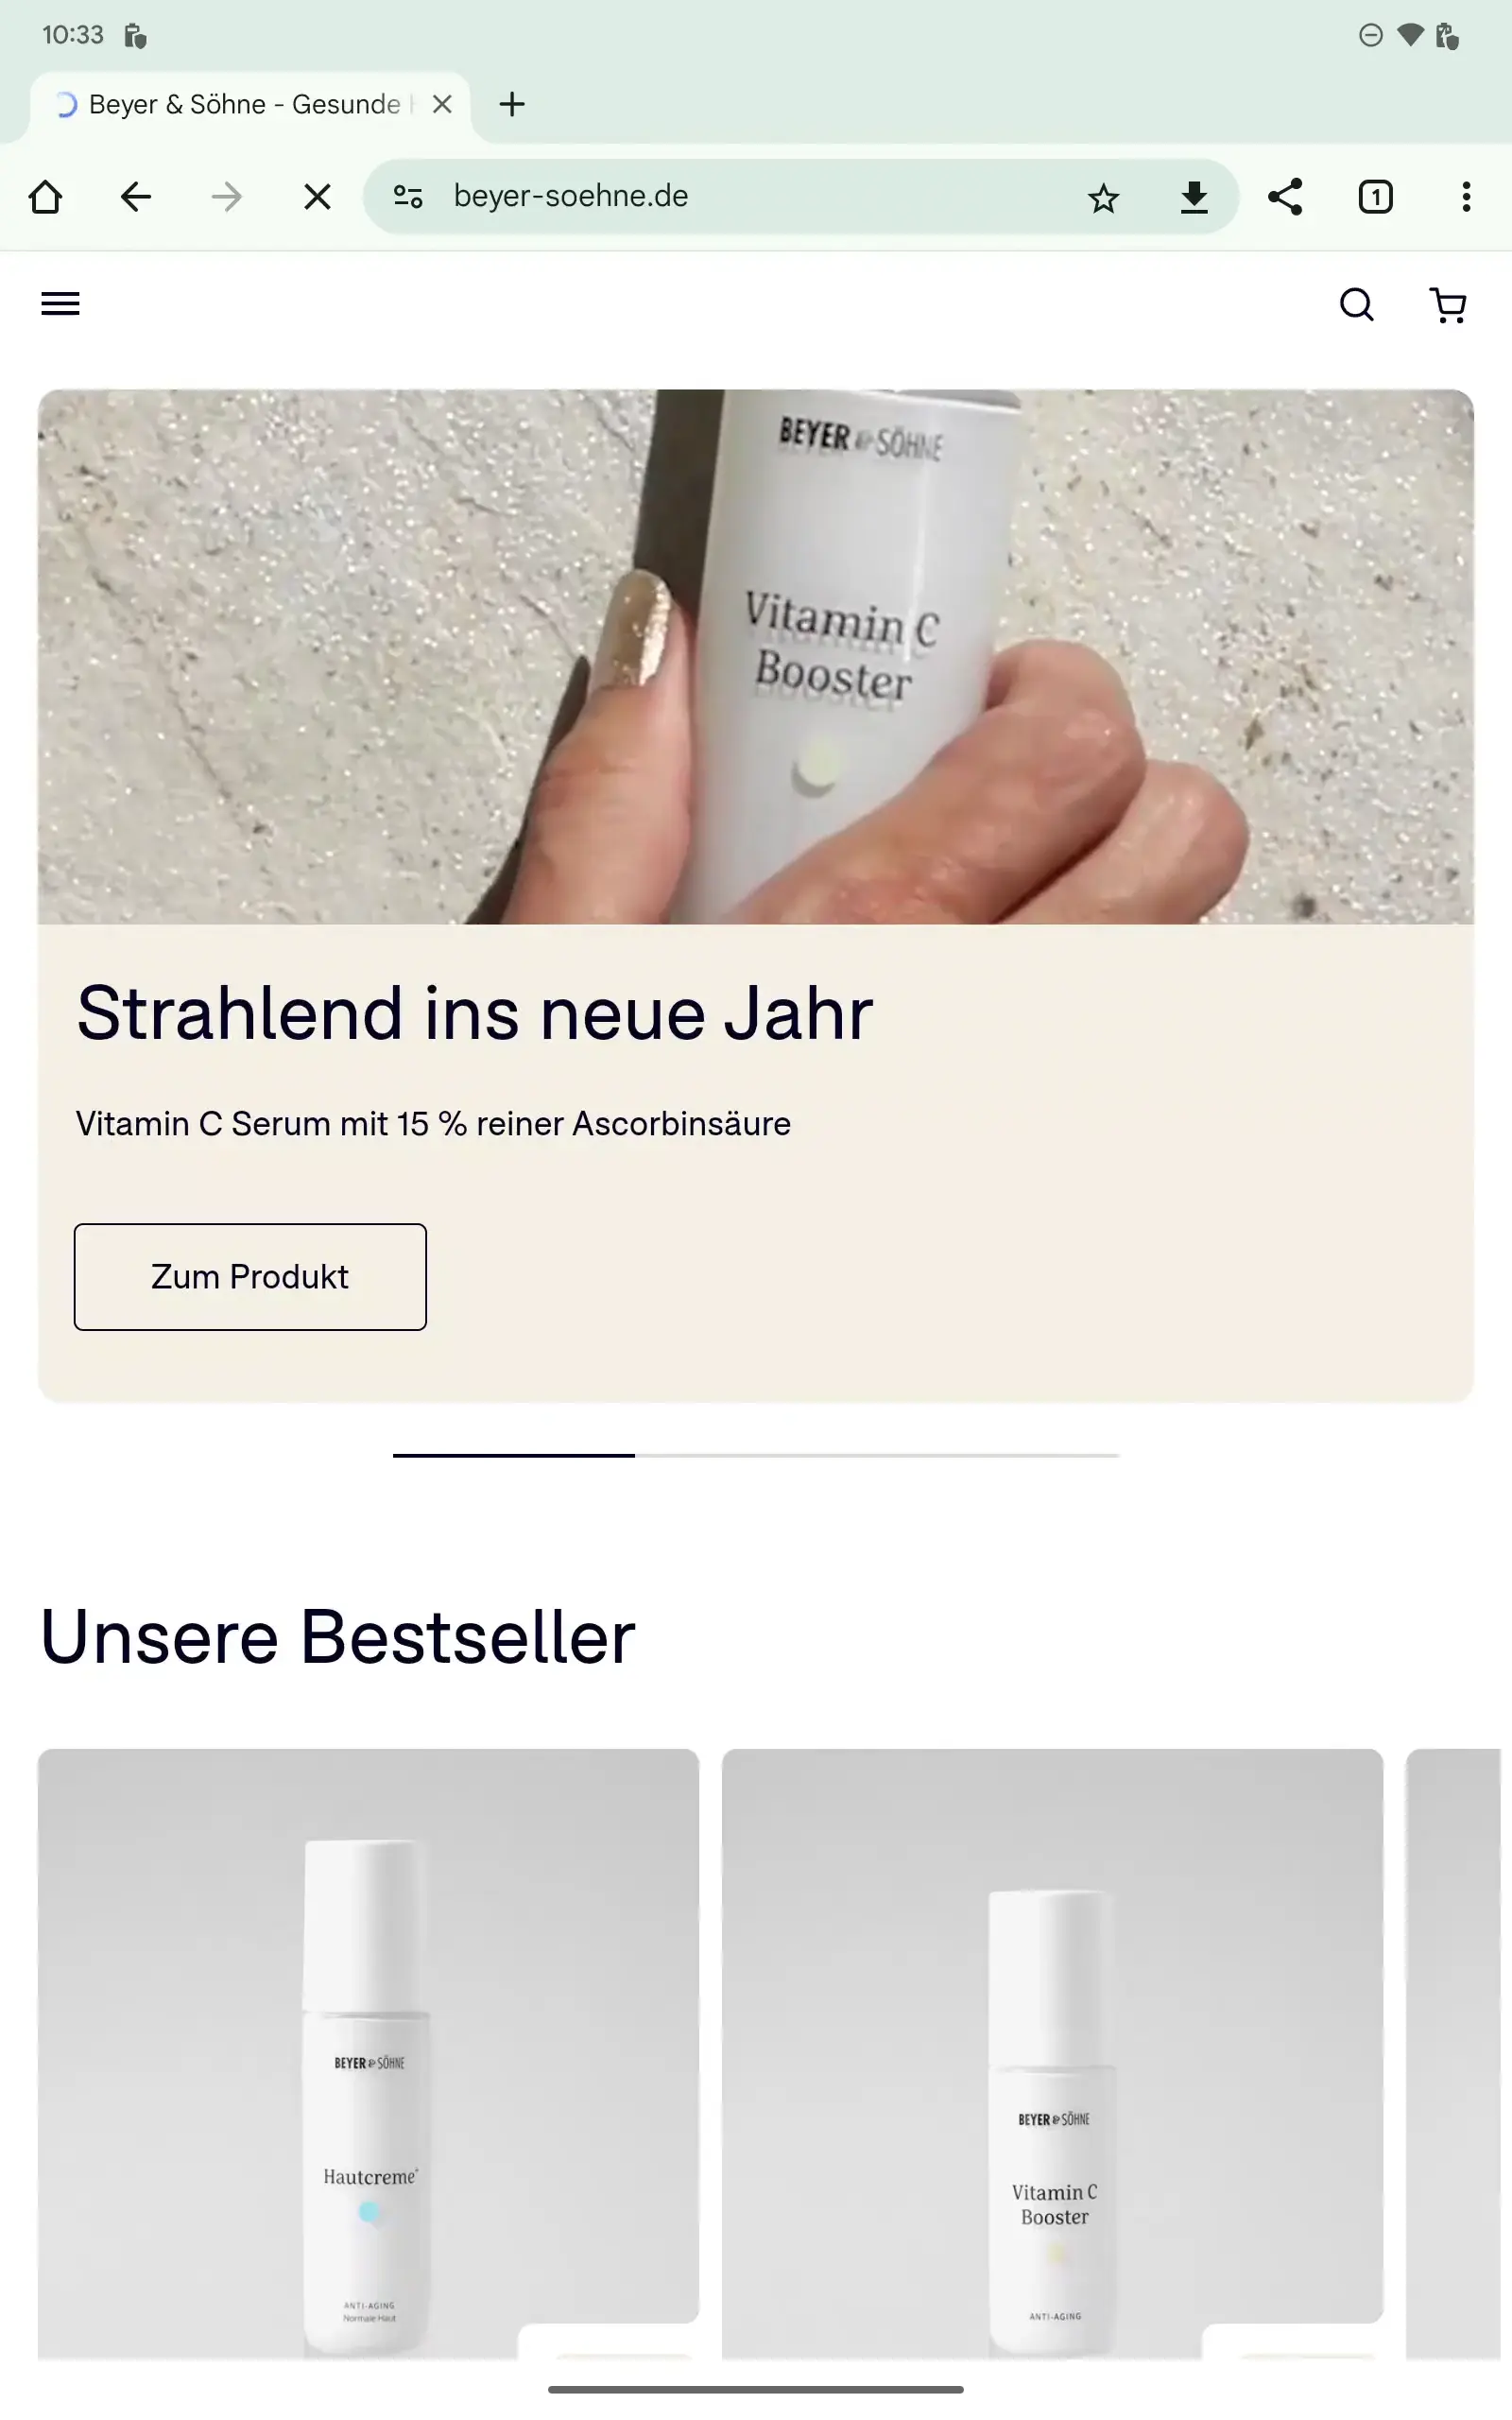 10:33
Beyer & Söhne - Gesunde
beyer-soehne.de
1
BEYER & SÖHNE
Vitamin C
Booster
Strahlend ins neue Jahr
Vitamin C Serum mit 15 % reiner Ascorbinsäure
Zum Produkt
Unsere Bestseller
BEYER & SÖHNE
Hautcreme+
ANTI-AGING
Normale Haut
BEYER & SÖHNE
Vitamin C
Booster
ANTI-AGING